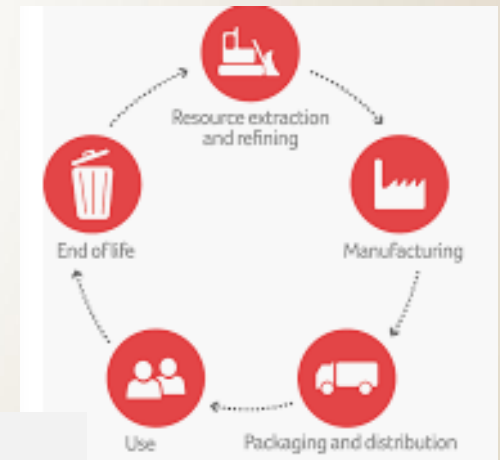 Resource extraction
and refining
Manufacturing
Packaging and distribution
Use
End of life